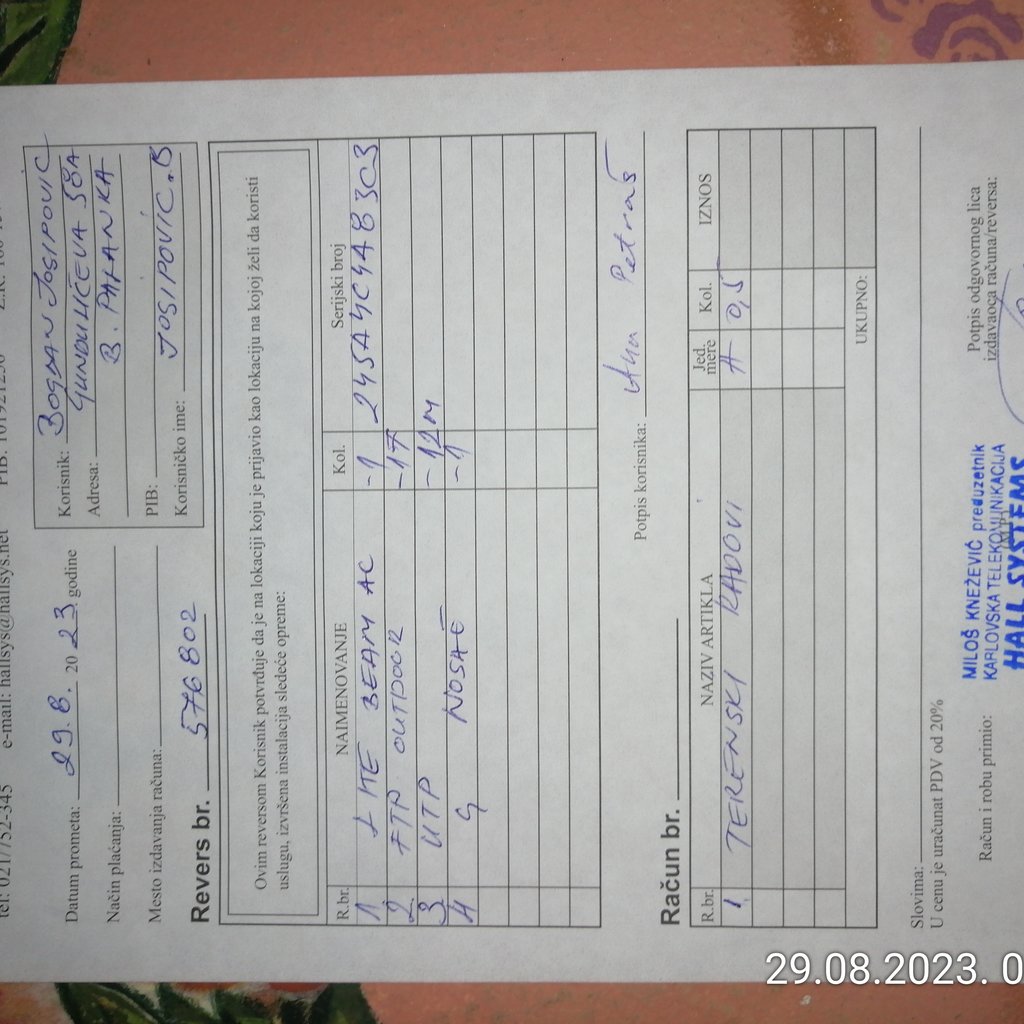 tel: 021/752-345 e-mail: hallsys@hallsys.net PIB: 101921250
Datum prometa: 29.8. 20 23. godine
Način plaćanja:
Mesto izdavanja računa:
Korisnik: BOGDAN JOSIPOVIĆ
Adresa: GUNDULIĆEVA 58A
B. PALANKA
PIB:
Korisničko ime: JOSIPOVIC.B
Revers br. 576802
Ovim reversom Korisnik potvrđuje da je na lokaciji koju je prijavio kao lokaciju na kojoj želi da koristi
uslugu, izvršena instalacija sledeće opreme:
R.br. NAIMENOVANJE Kol. Serijski broj
1 LITE BEAM AC -1 245A4C44B3C3
2. FTP OUTDOOR -17
3. UTP -12M
4 G NOSAČ -1
Potpis korisnika: Petraš
Račun br.
R.br. NAZIV ARTIKLA Jed. mere Kol. IZNOS
1. TERENSKI RADOVI H 0,5
UKUPNO:
Slovima:
U cenu je uračunat PDV od 20%
Račun i robu primio:
MILOŠ KNEŽEVIĆ preduzetnik
KARLOVSKA TELEKOMUNIKACIJA
HALL SYSTEMS
Potpis odgovornog lica
izdavaoca računa/reversa:
29.08.2023. 0